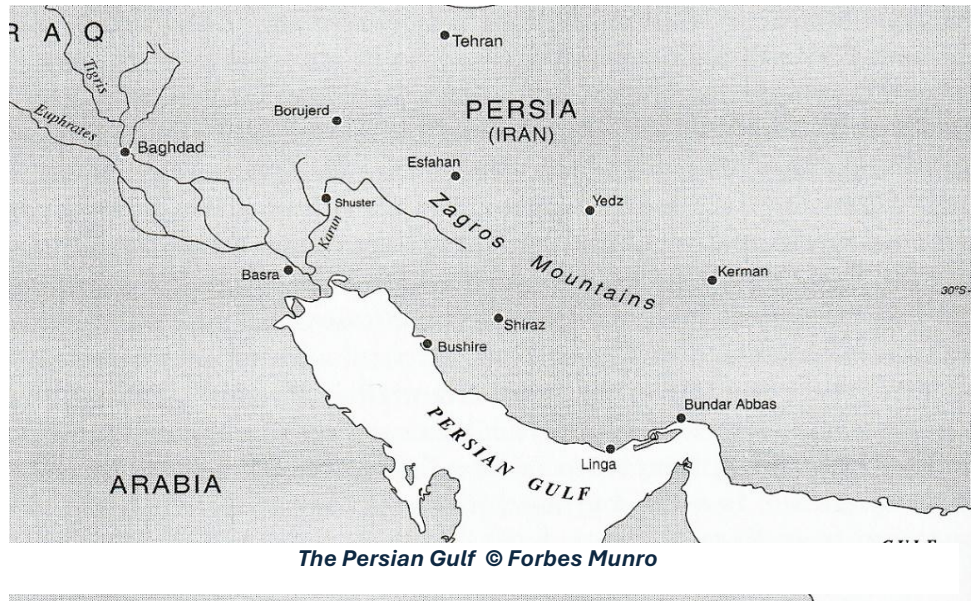 R A Q
Tehran
Tigris
PERSIA
(IRAN)
Borujerd
Euphrates
Baghdad
Esfahan
Shuster
Yedz
Zagros
Mountains
Karun
Basra
Kerman
30°S
Shiraz
Bushire
Bundar Abbas
PERSIAN GULF
Linga
ARABIA
The Persian Gulf © Forbes Munro